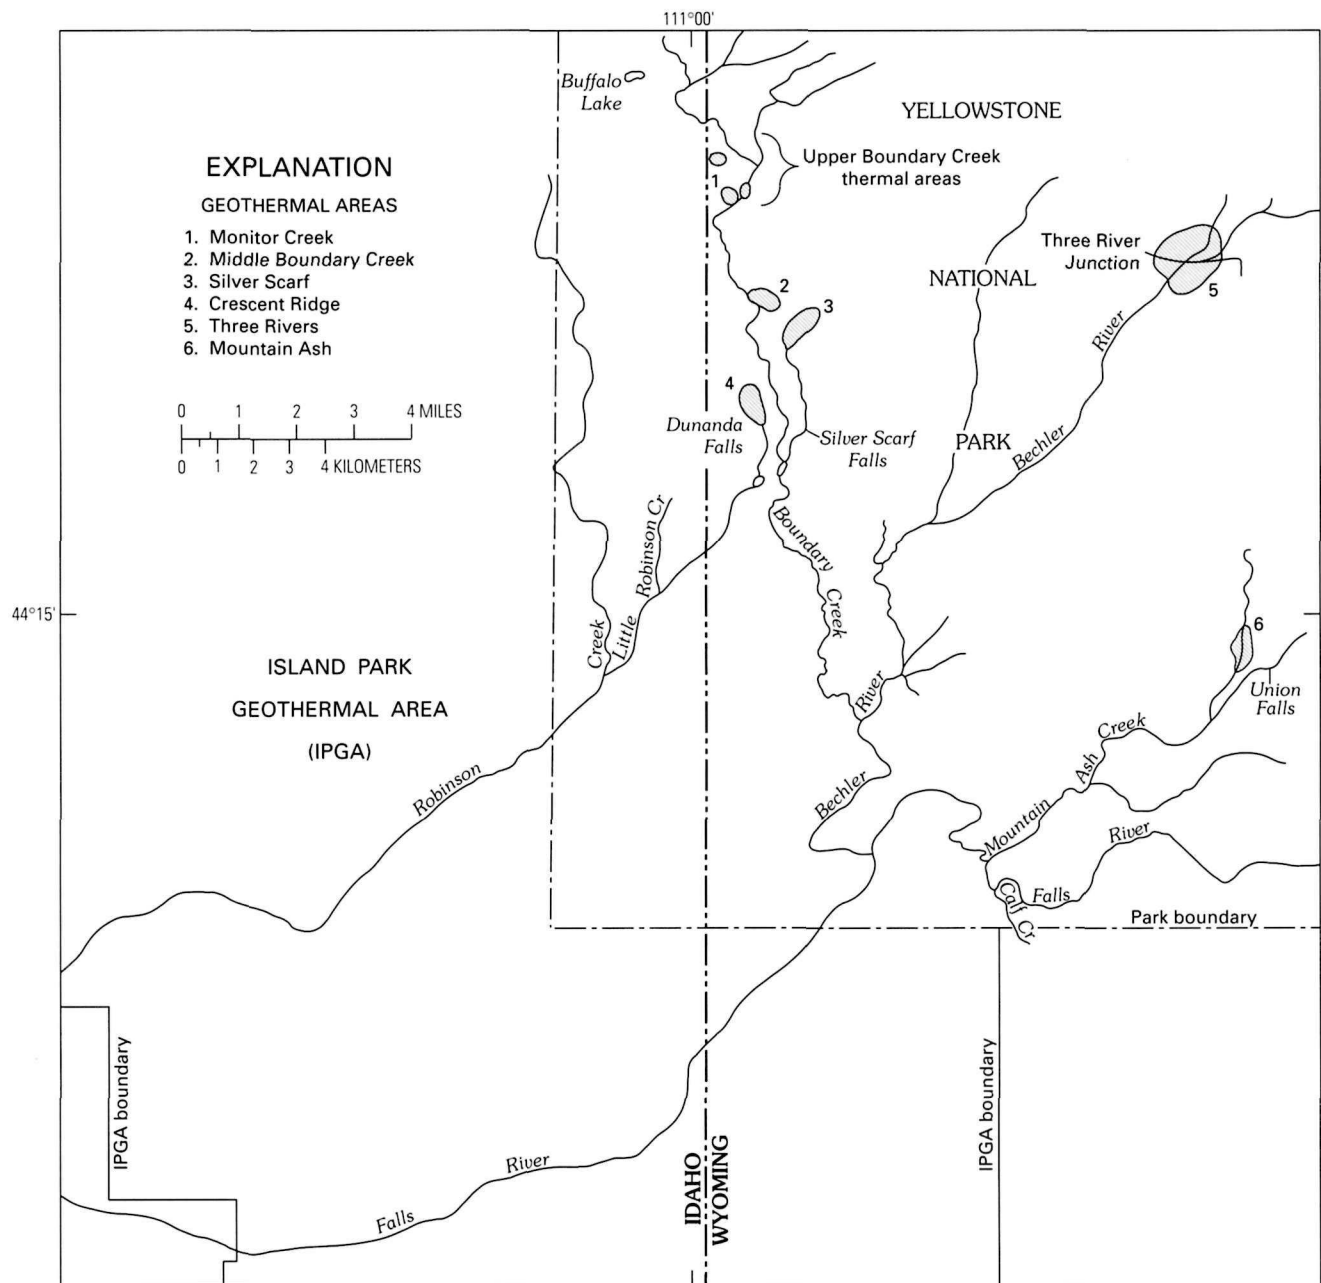 111°00'
Buffalo
Lake
YELLOWSTONE
Upper Boundary Creek
thermal areas
1
EXPLANATION
GEOTHERMAL AREAS
1. Monitor Creek
2. Middle Boundary Creek
3. Silver Scarf
4. Crescent Ridge
5. Three Rivers
6. Mountain Ash
Three River
Junction
NATIONAL
2
3
5
River
4
0 1 2 3 4 MILES
0 1 2 3 4 KILOMETERS
Dunanda
Falls
Silver Scarf
Falls
PARK
Bechler
Boundary
Creek
Robinson Cr
Little
Creek
44°15'
6
Union
Falls
ISLAND PARK
GEOTHERMAL AREA
(IPGA)
River
Bechler
Robinson
Creek
Ash
Mountain
River
Falls
Calf Cr
Park boundary
IPGA boundary
IPGA boundary
IDAHO
WYOMING
River
Falls